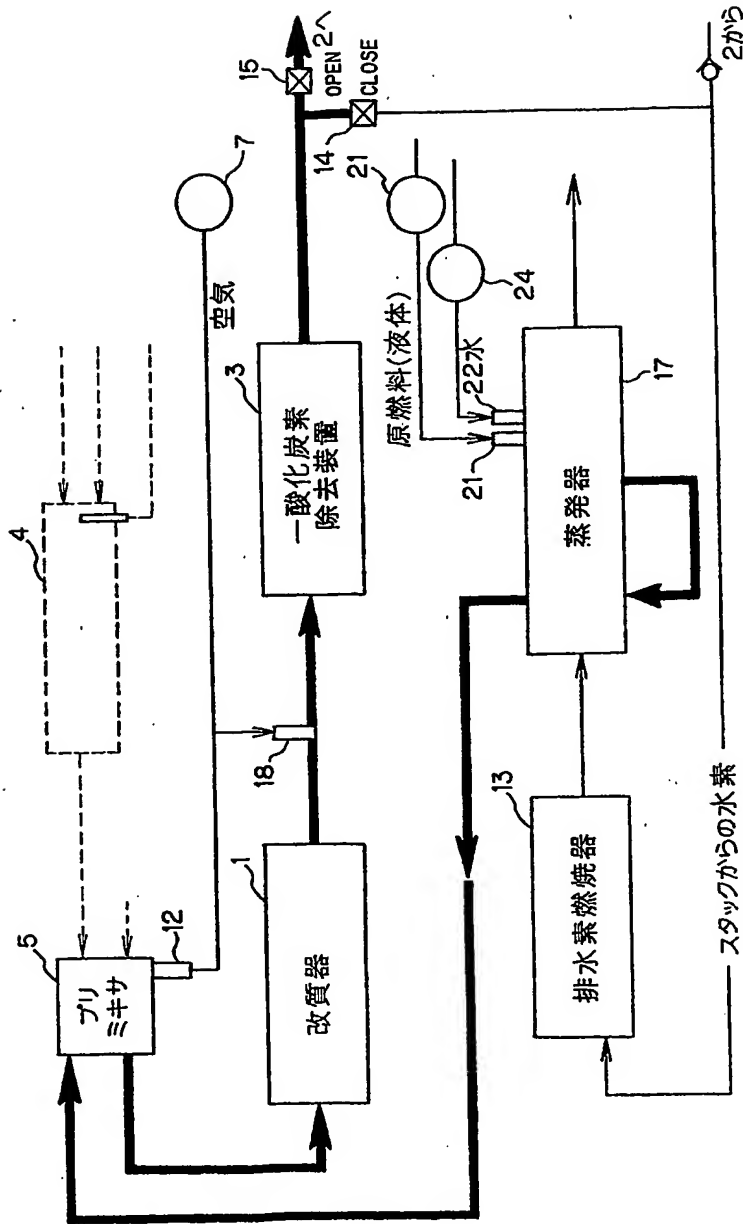 4
5
プリ
ミキサ
12
7
空気
1
改質器
18
3
一酸化炭素
除去装置
15
OPEN 2へ
CLOSE
14
21
24
原燃料(液体)
22水
21
17
蒸発器
13
排水素燃焼器
スタックからの水素
2から